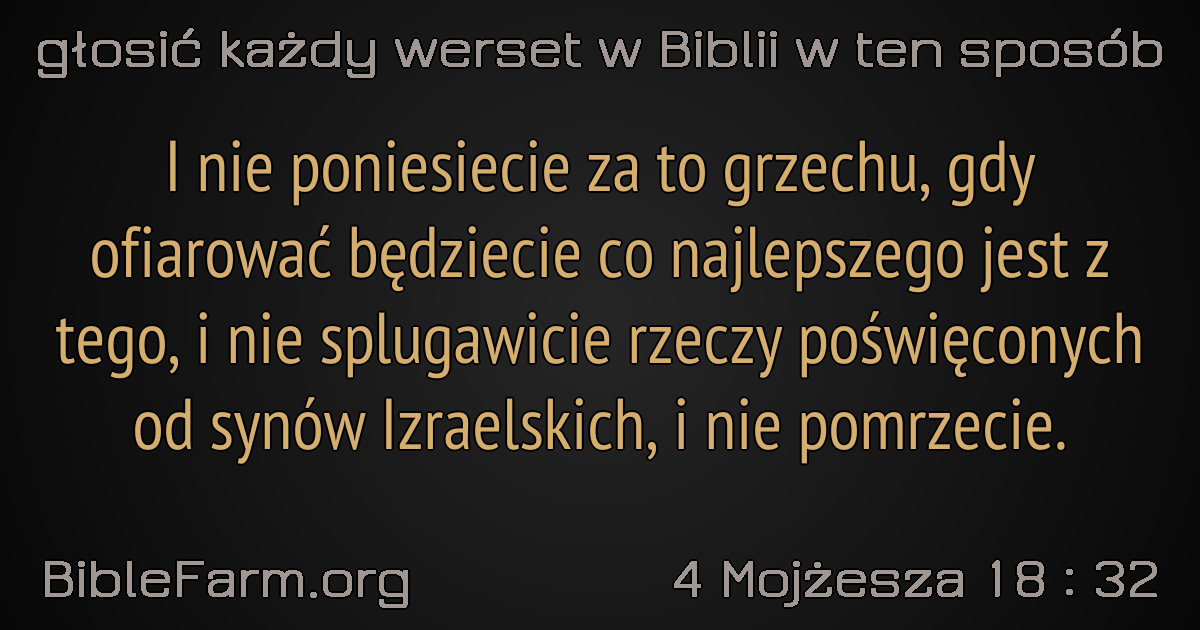 głosić każdy werset w Biblii w ten sposób
I nie poniesiecie za to grzechu, gdy
ofiarować będziecie co najlepszego jest z
tego, i nie splugawicie rzeczy poświęconych
od synów Izraelskich, i nie pomrzecie.
BibleFarm.org
4 Mojżesza 18 : 32